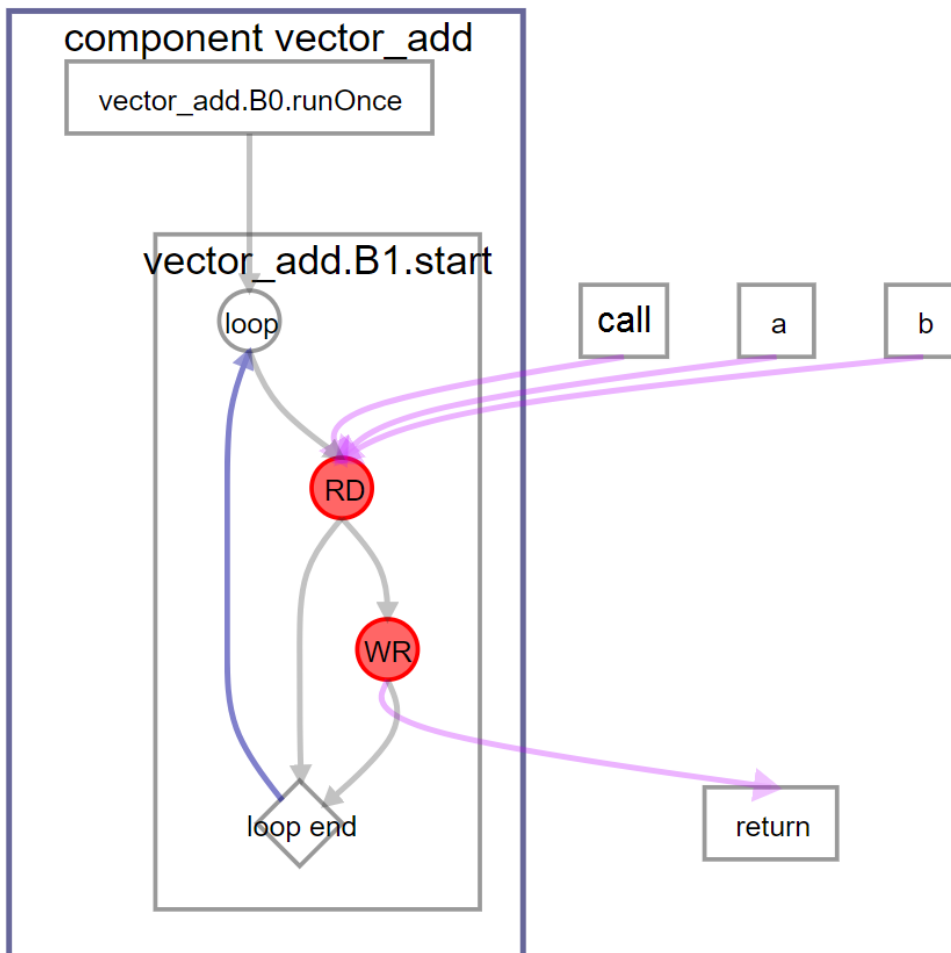 component vector_add
vector_add.B0.runOnce
vector_add.B1.start
loop
call
a
b
RD
WR
loop end
return